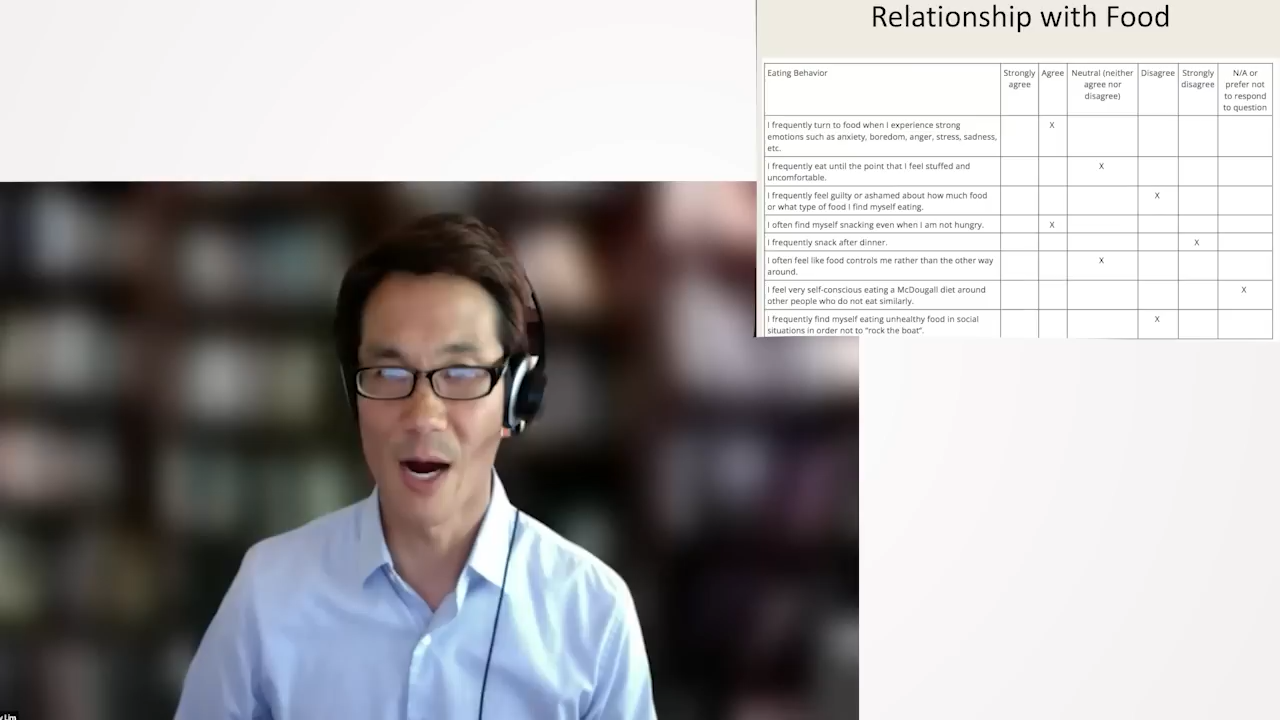 Relationship with Food
Eating Behavior
Strongly
agree
Agree
Neutral (neither
agree nor
disagree)
Disagree
Strongly
disagree
N/A or
prefer not
to respond
to question
I frequently turn to food when I experience strong
emotions such as anxiety, boredom, anger, stress, sadness,
etc.
X
I frequently eat until the point that I feel stuffed and
uncomfortable.
X
I frequently feel guilty or ashamed about how much food
or what type of food I find myself eating.
X
I often find myself snacking even when I am not hungry.
X
I frequently snack after dinner.
X
I often feel like food controls me rather than the other way
around.
X
I feel very self-conscious eating a McDougall diet around
other people who do not eat similarly.
X
I frequently find myself eating unhealthy food in social
situations in order not to "rock the boat".
X
Lim